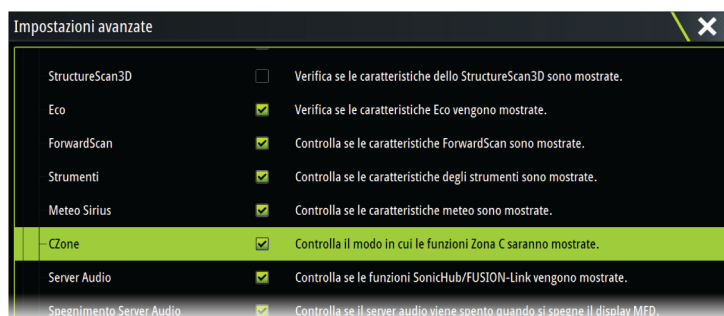 Impostazioni avanzate
StructureScan3D Verifica se le caratteristiche dello StructureScan3D sono mostrate.
Eco Verifica se le caratteristiche Eco vengono mostrate.
ForwardScan Controlla se le caratteristiche ForwardScan sono mostrate.
Strumenti Controlla se le caratteristiche degli strumenti sono mostrate.
Meteo Sirius Controlla se le caratteristiche meteo sono mostrate.
CZone Controlla il modo in cui le funzioni Zona C saranno mostrate.
Server Audio Controlla se le funzioni SonicHub/FUSION-Link vengono mostrate.
Spegnimento Server Audio Controlla se il server audio viene spento quando si spegne il display MFD.